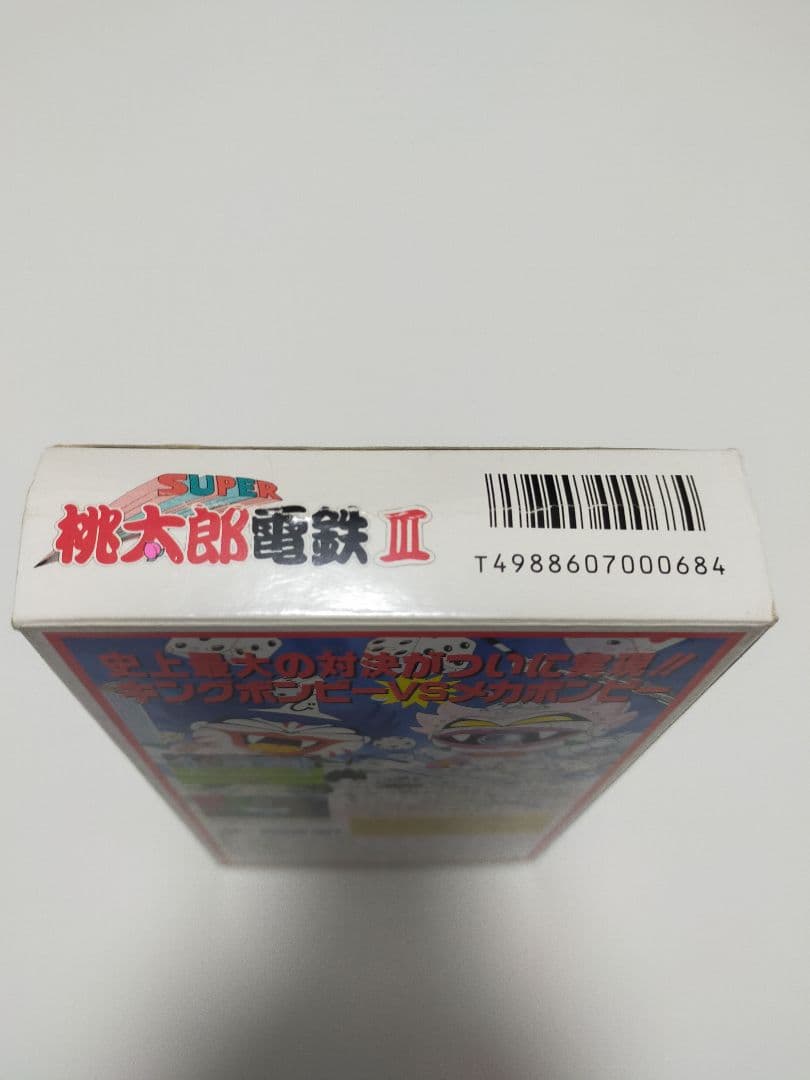 SUPER
桃太郎電鉄III
T4988607000684
史上最大の対決がついに実現!!
キングボンビーVSメカボンビー